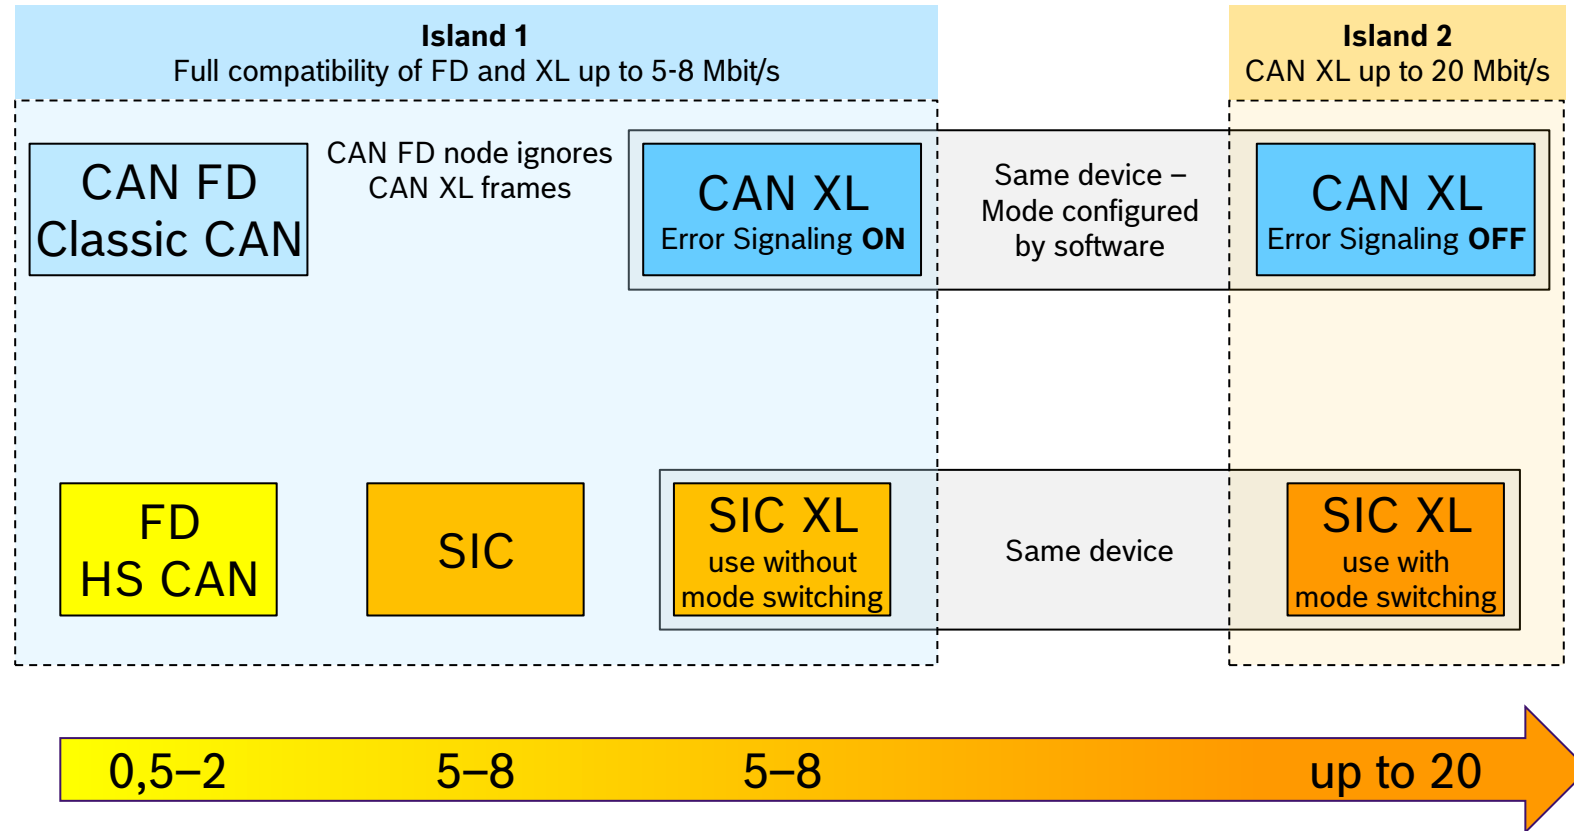 Island 1
Full compatibility of FD and XL up to 5-8 Mbit/s
Island 2
CAN XL up to 20 Mbit/s
CAN FD
Classic CAN
CAN FD node ignores
CAN XL frames
CAN XL
Error Signaling ON
Same device –
Mode configured
by software
CAN XL
Error Signaling OFF
FD
HS CAN
SIC
SIC XL
use without
mode switching
Same device
SIC XL
use with
mode switching
0,5–2
5–8
5–8
up to 20